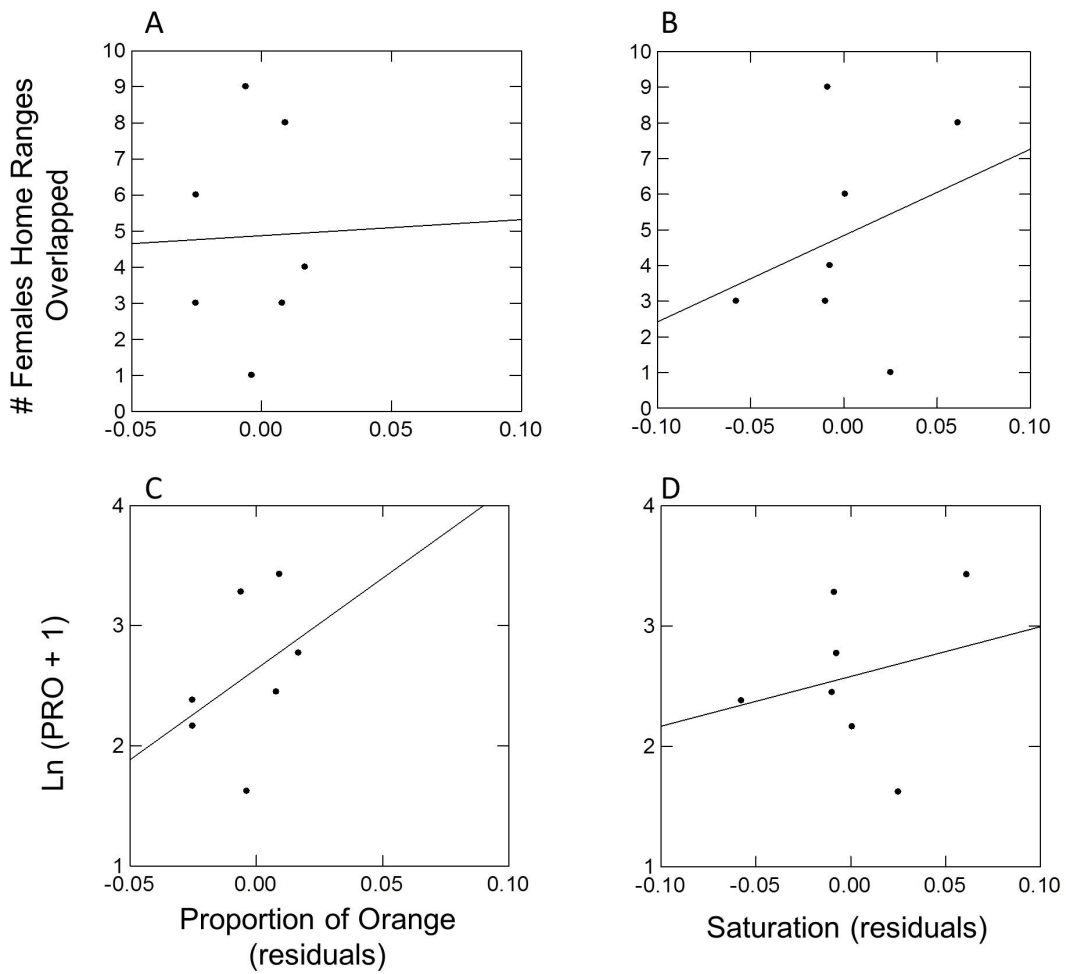 A
B
# Females Home Ranges
Overlapped
10
9
8
7
6
5
4
3
2
1
0
-0.05 0.00 0.05 0.10
10
9
8
7
6
5
4
3
2
1
0
-0.10 -0.05 0.00 0.05 0.10
C
D
Ln (PRO + 1)
4
3
2
1
-0.05 0.00 0.05 0.10
4
3
2
1
-0.10 -0.05 0.00 0.05 0.10
Proportion of Orange
(residuals)
Saturation (residuals)